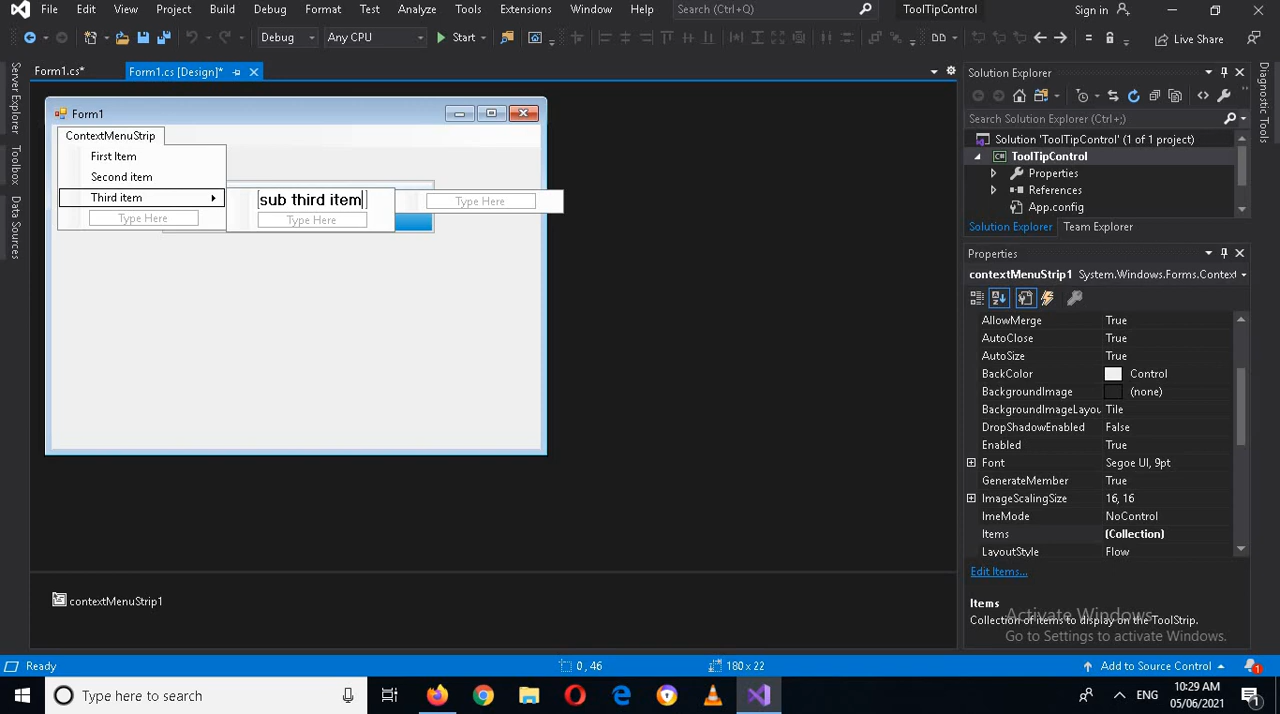 File Edit View Project Build Debug Format Test Analyze Tools Extensions Window Help Search (Ctrl+Q) ToolTipControl Sign in
Debug Any CPU Start Live Share
Form1.cs* Form1.cs [Design]*
Server Explorer
Toolbox
Data Sources
Form1
ContextMenuStrip
First Item
Second item
Third item
Type Here
sub third item
Type Here
Type Here
contextMenuStrip1
Solution Explorer
Search Solution Explorer (Ctrl+;)
Solution 'ToolTipControl' (1 of 1 project)
ToolTipControl
Properties
References
App.config
Solution Explorer Team Explorer
Diagnostic Tools
Properties
contextMenuStrip1 System.Windows.Forms.Context
AllowMerge True
AutoClose True
AutoSize True
BackColor Control
BackgroundImage (none)
BackgroundImageLayou Tile
DropShadowEnabled False
Enabled True
Font Segoe UI, 9pt
GenerateMember True
ImageScalingSize 16, 16
ImeMode NoControl
Items (Collection)
LayoutStyle Flow
Edit Items...
Items
Collection of items to display on the ToolStrip.
Activate Windows
Go to Settings to activate Windows.
Ready 0 , 46 180 x 22 Add to Source Control 1
Type here to search ENG 10:29 AM
05/06/2021 1